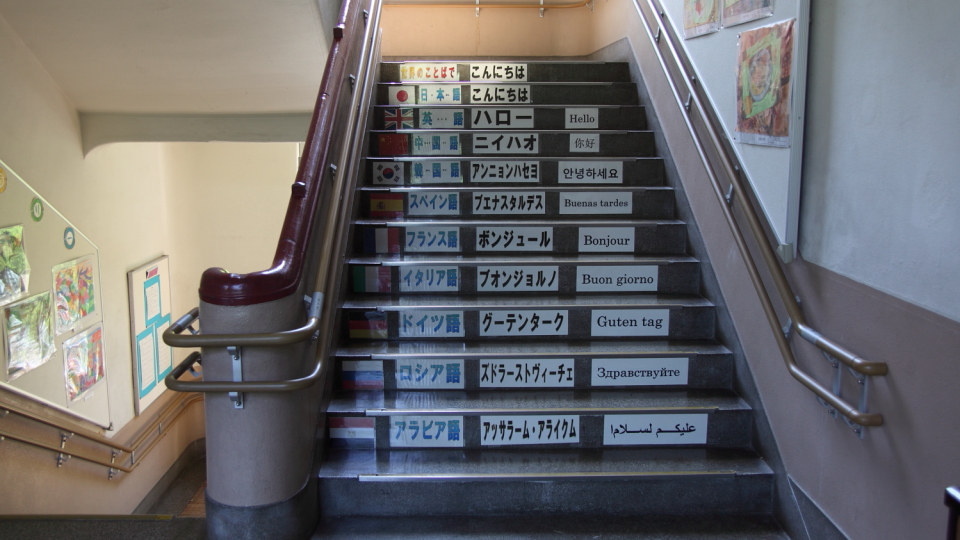 世界のことばで こんにちは
日・本・語 こんにちは
英・・・語 ハロー Hello
中・・国・語 ニイハオ 你好
韓・国・語 アンニョンハセヨ 안녕하세요
スペイン語 ブエナスタルデス Buenas tardes
フランス語 ボンジュール Bonjour
イタリア語 ブオンジョルノ Buon giorno
ドイツ語 グーテンターク Guten tag
ロシア語 ズドラーストヴィーチェ Здравствуйте
アラビア語 アッサラーム・アライクム عليكم لسلام!